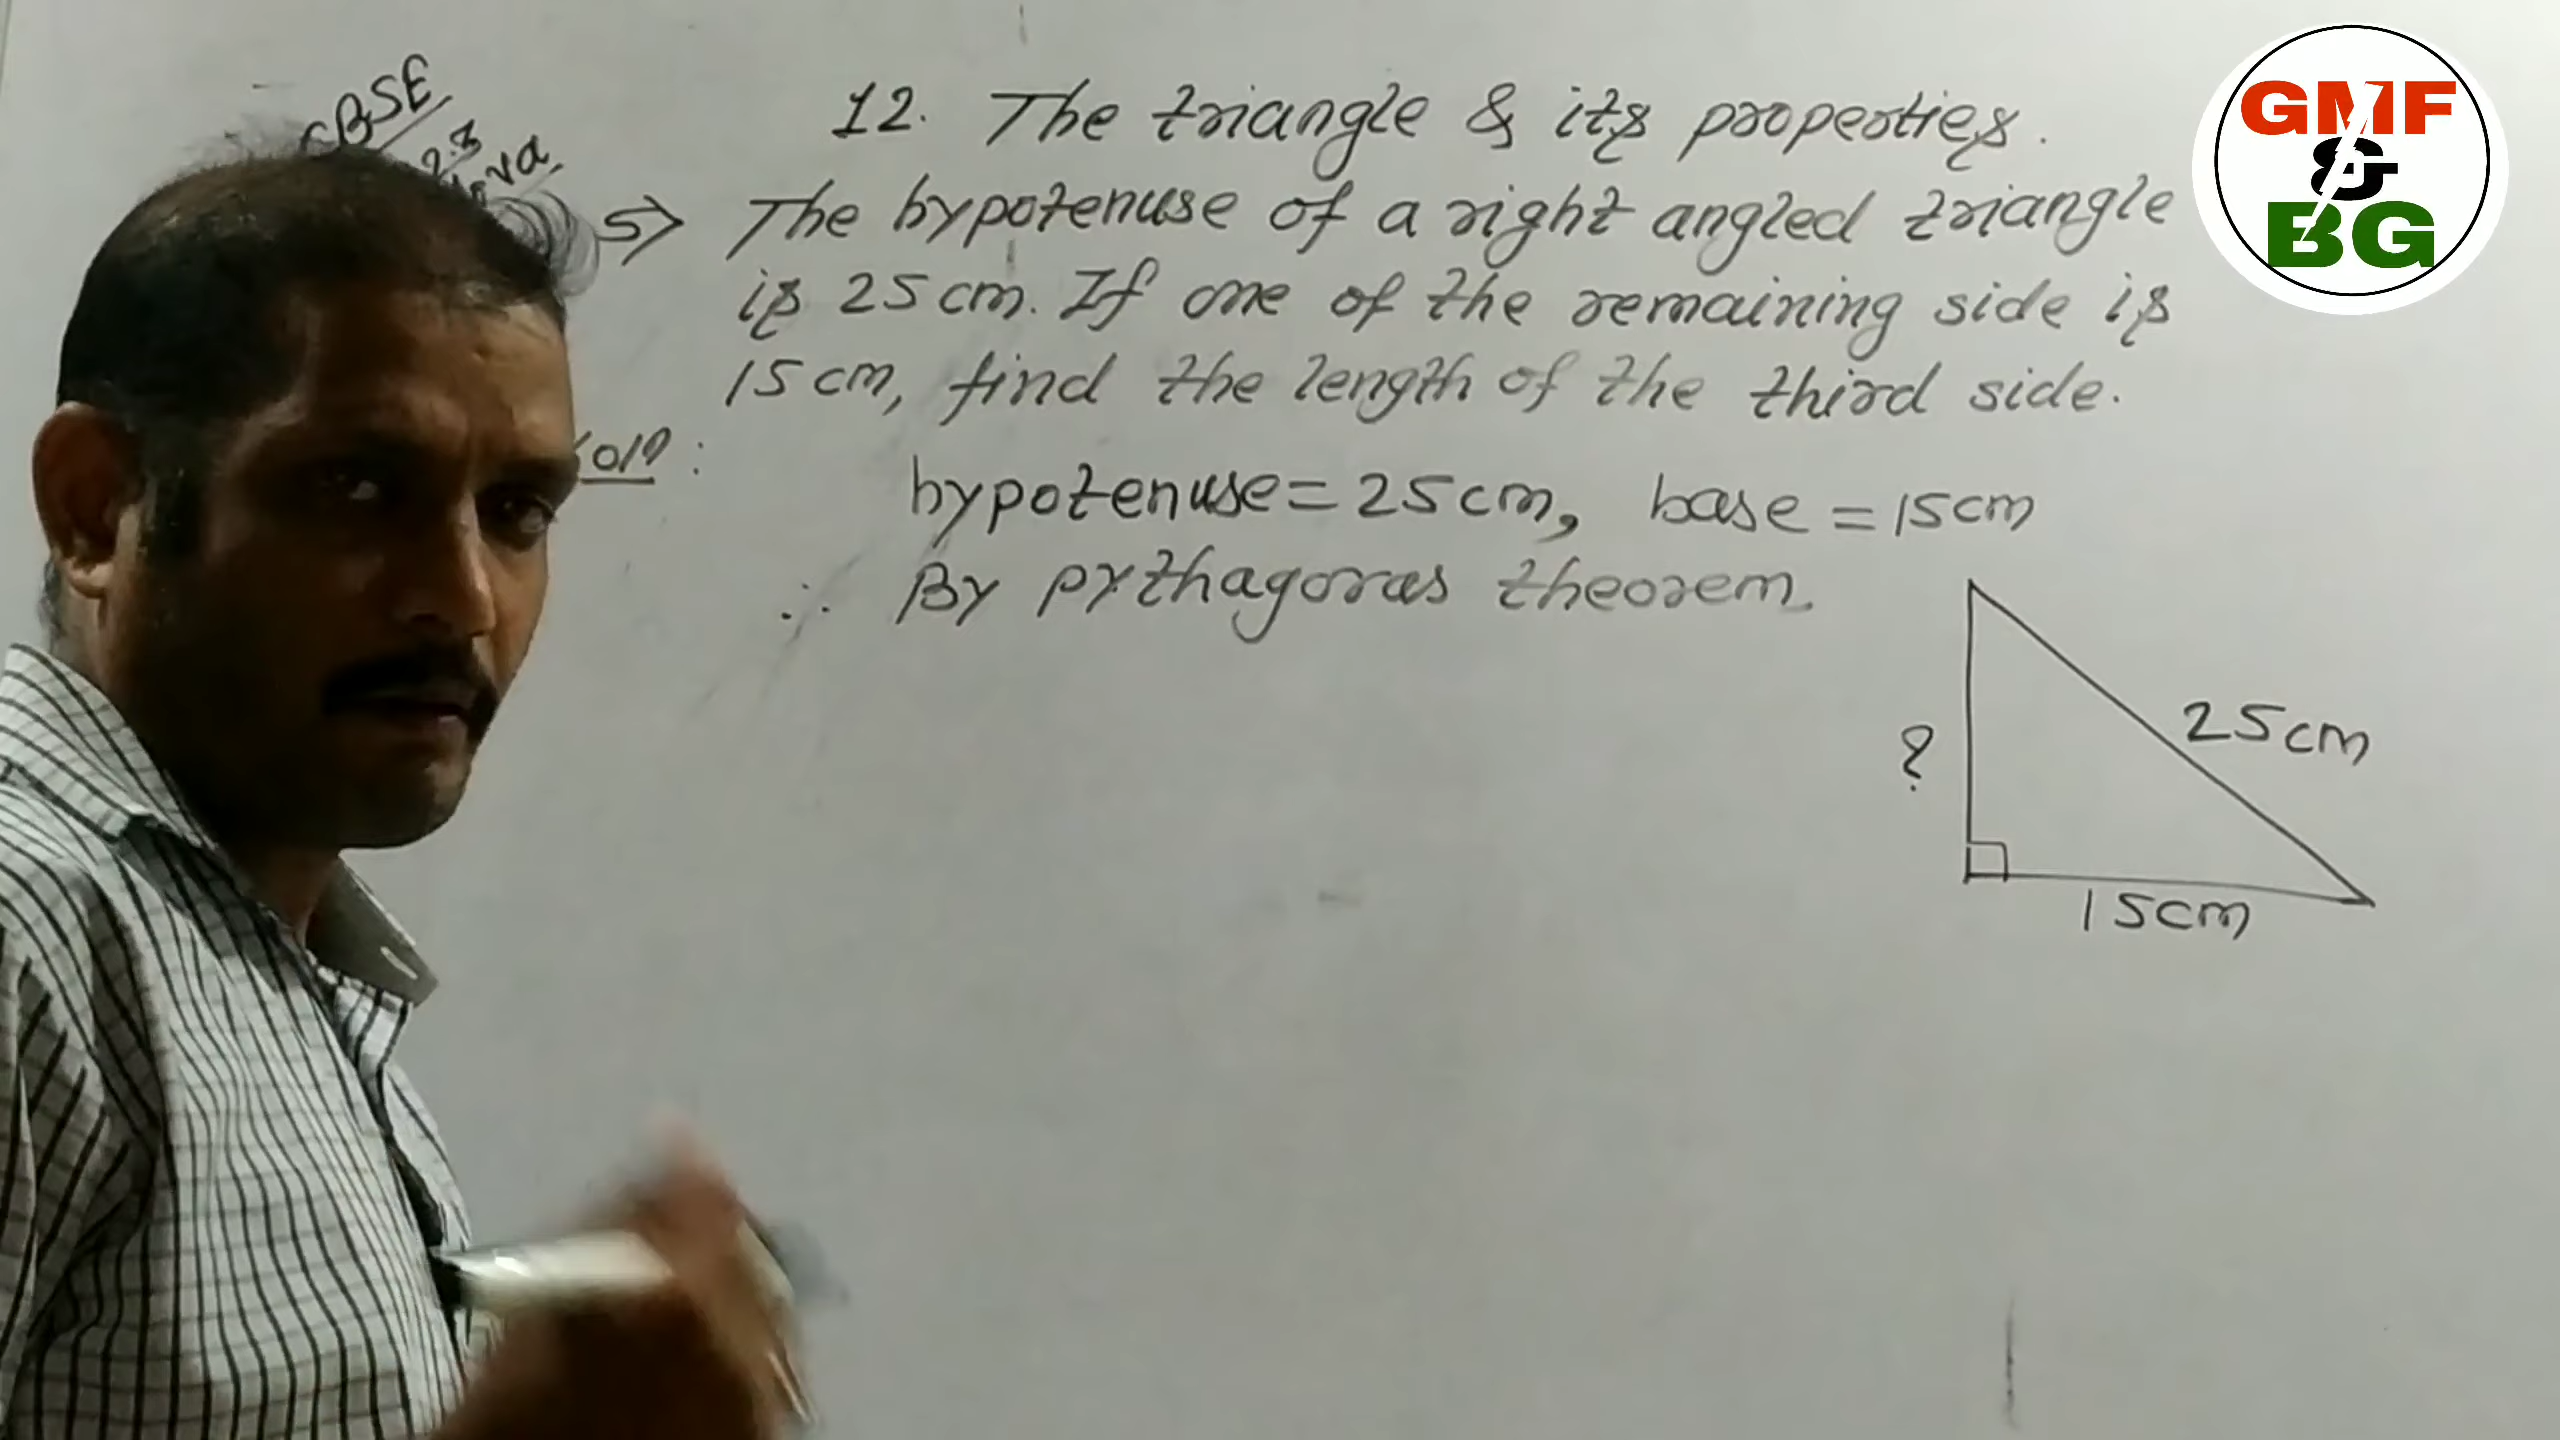 CBSE
12. The triangle & its properties.
5> The hypotenuse of a right angled triangle
is 25 cm. If one of the remaining side is
15 cm, find the length of the third side.
Soln :
hypotenuse = 25 cm, base = 15 cm
∴ By pythagoras theorem.
25 cm
?
15 cm
GMF
&
BG